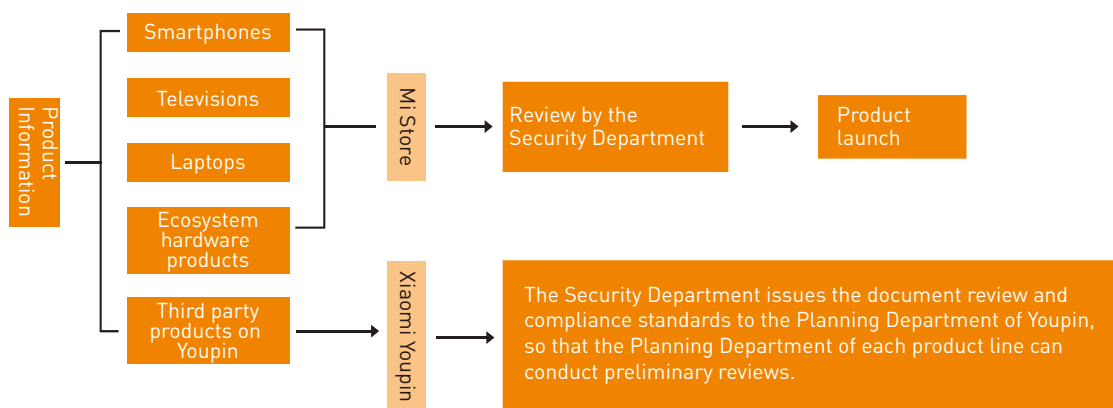 Product
Information
Smartphones
Televisions
Laptops
Ecosystem
hardware
products
Third party
products on
Youpin
Mi Store
Review by the
Security Department
Product
launch
Xiaomi Youpin
The Security Department issues the document review and
compliance standards to the Planning Department of Youpin,
so that the Planning Department of each product line can
conduct preliminary reviews.